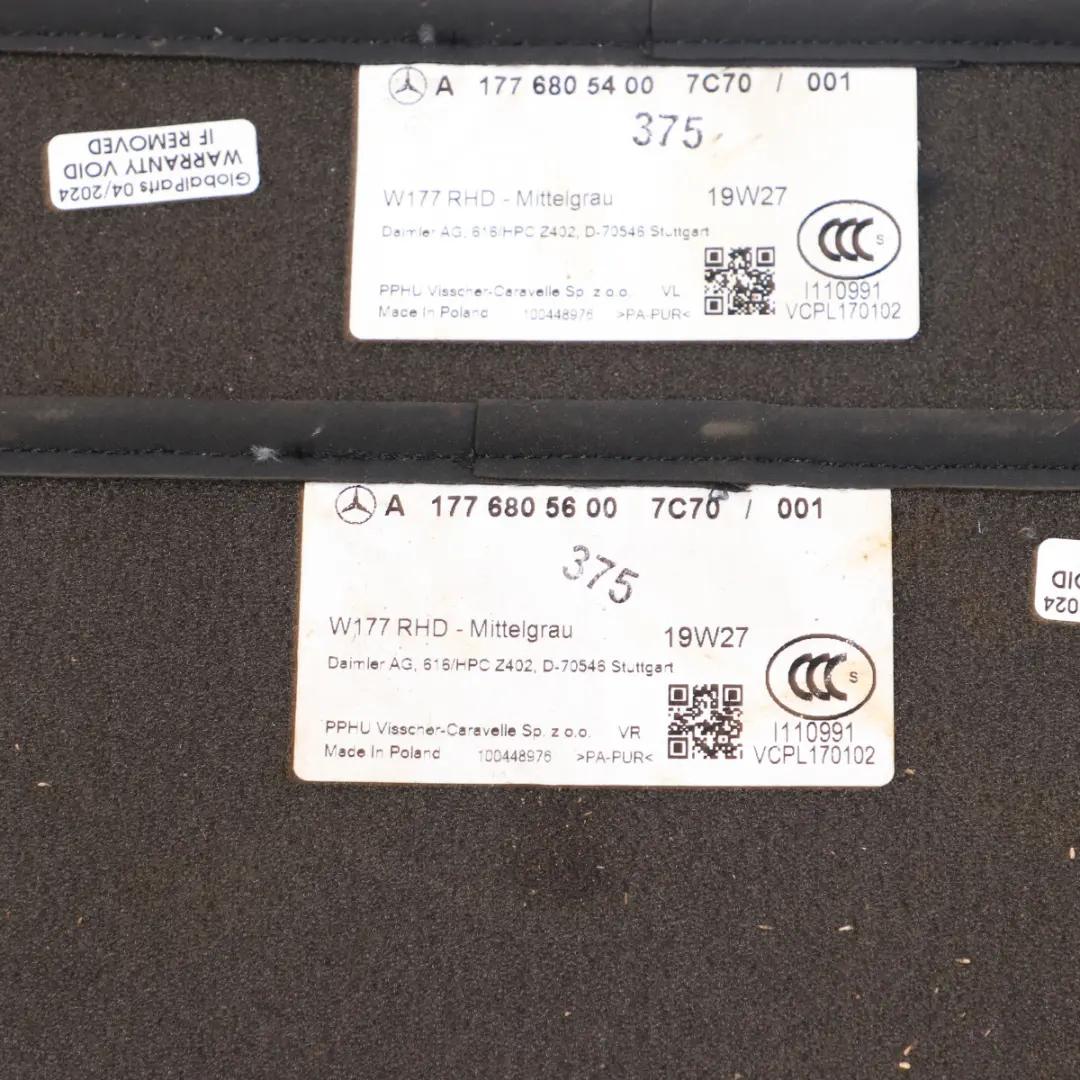 A 177 680 54 00 7C70 / 001
375
W177 RHD - Mittelgrau 19W27
Daimler AG, 616/HPC Z402, D-70546 Stuttgart
CCC S
PPHU Visscher-Caravelle Sp. z o.o. VL I110991
Made In Poland 100448976 >PA-PUR< VCPL170102
GlobalParts 04/2024
WARRANTY VOID
IF REMOVED
A 177 680 56 00 7C70 / 001
375
W177 RHD - Mittelgrau 19W27
Daimler AG, 616/HPC Z402, D-70546 Stuttgart
CCC S
PPHU Visscher-Caravelle Sp. z o.o. VR I110991
Made In Poland 100448976 >PA-PUR< VCPL170102